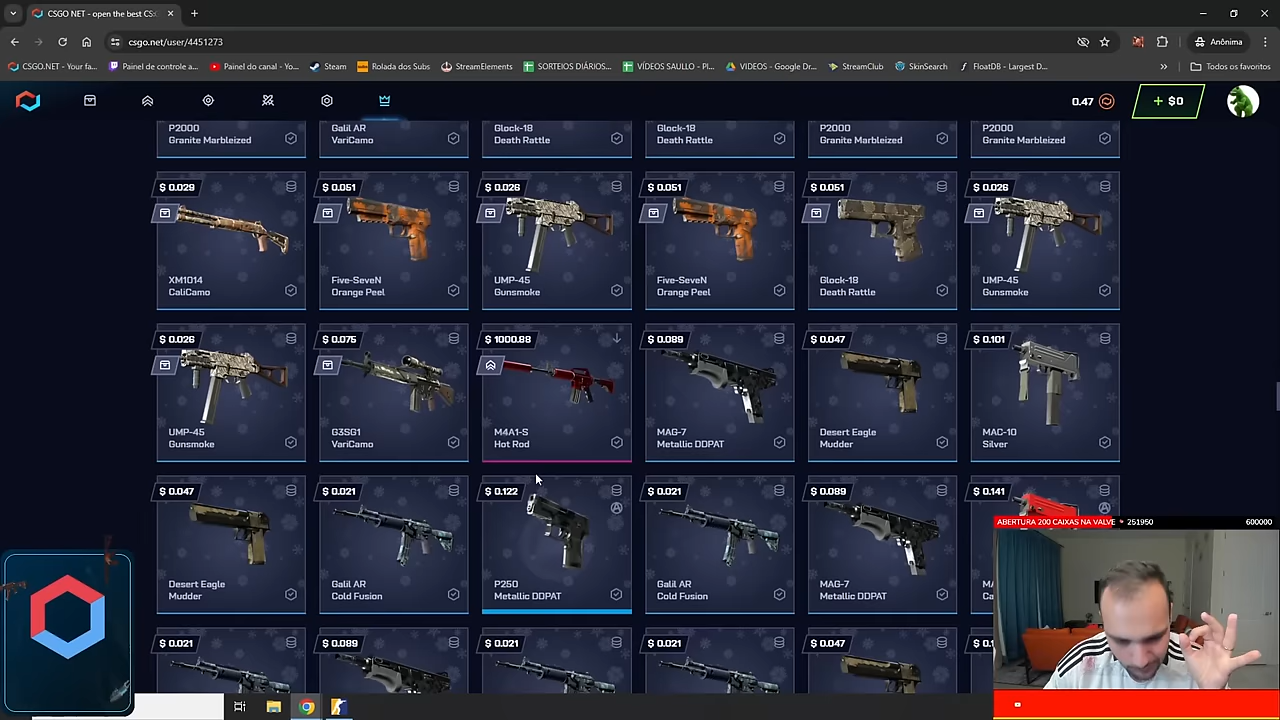 CSGO NET - open the best CS:
csgo.net/user/4451273
Anônima
CSGO.NET - Your fa...
Painel de controle a...
Painel do canal - Yo...
Steam
Rolada dos Subs
StreamElements
SORTEIOS DIÁRIOS...
VÍDEOS SAULLO - Pl...
VIDEOS - Google Dr...
StreamClub
SkinSearch
FloatDB - Largest D...
Todos os favoritos
0.47
+ $0
P2000
Granite Marbleized
Galil AR
VariCamo
Glock-18
Death Rattle
Glock-18
Death Rattle
P2000
Granite Marbleized
P2000
Granite Marbleized
$ 0.029
XM1014
CaliCamo
$ 0.051
Five-SeveN
Orange Peel
$ 0.026
UMP-45
Gunsmoke
$ 0.051
Five-SeveN
Orange Peel
$ 0.051
Glock-18
Death Rattle
$ 0.026
UMP-45
Gunsmoke
$ 0.026
UMP-45
Gunsmoke
$ 0.075
G3SG1
VariCamo
$ 1000.88
M4A1-S
Hot Rod
$ 0.089
MAG-7
Metallic DDPAT
$ 0.047
Desert Eagle
Mudder
$ 0.101
MAC-10
Silver
$ 0.047
Desert Eagle
Mudder
$ 0.021
Galil AR
Cold Fusion
$ 0.122
P250
Metallic DDPAT
$ 0.021
Galil AR
Cold Fusion
$ 0.089
MAG-7
Metallic DDPAT
$ 0.141
$ 0.021
$ 0.089
$ 0.021
$ 0.021
$ 0.047
ABERTURA 200 CAIXAS NA VALVE
251950
600000